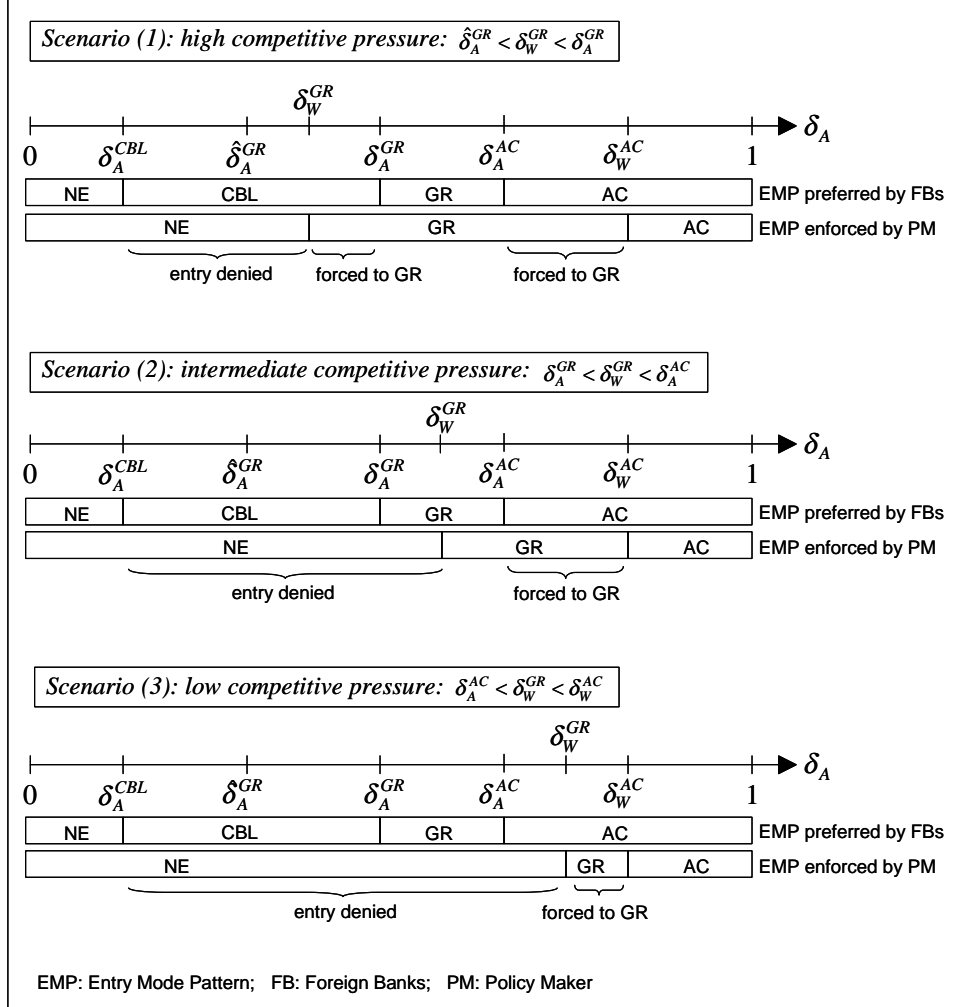 Scenario (1): high competitive pressure: δ̂_A^GR < δ_W^GR < δ_A^GR
δ_W^GR
δ_A
0 δ_A^CBL δ̂_A^GR δ_A^GR δ_A^AC δ_W^AC 1
NE CBL GR AC EMP preferred by FBs
NE GR AC EMP enforced by PM
entry denied forced to GR forced to GR
Scenario (2): intermediate competitive pressure: δ_A^GR < δ_W^GR < δ_A^AC
δ_W^GR
δ_A
0 δ_A^CBL δ̂_A^GR δ_A^GR δ_A^AC δ_W^AC 1
NE CBL GR AC EMP preferred by FBs
NE GR AC EMP enforced by PM
entry denied forced to GR
Scenario (3): low competitive pressure: δ_A^AC < δ_W^GR < δ_W^AC
δ_W^GR
δ_A
0 δ_A^CBL δ̂_A^GR δ_A^GR δ_A^AC δ_W^AC 1
NE CBL GR AC EMP preferred by FBs
NE GR AC EMP enforced by PM
entry denied forced to GR
EMP: Entry Mode Pattern; FB: Foreign Banks; PM: Policy Maker